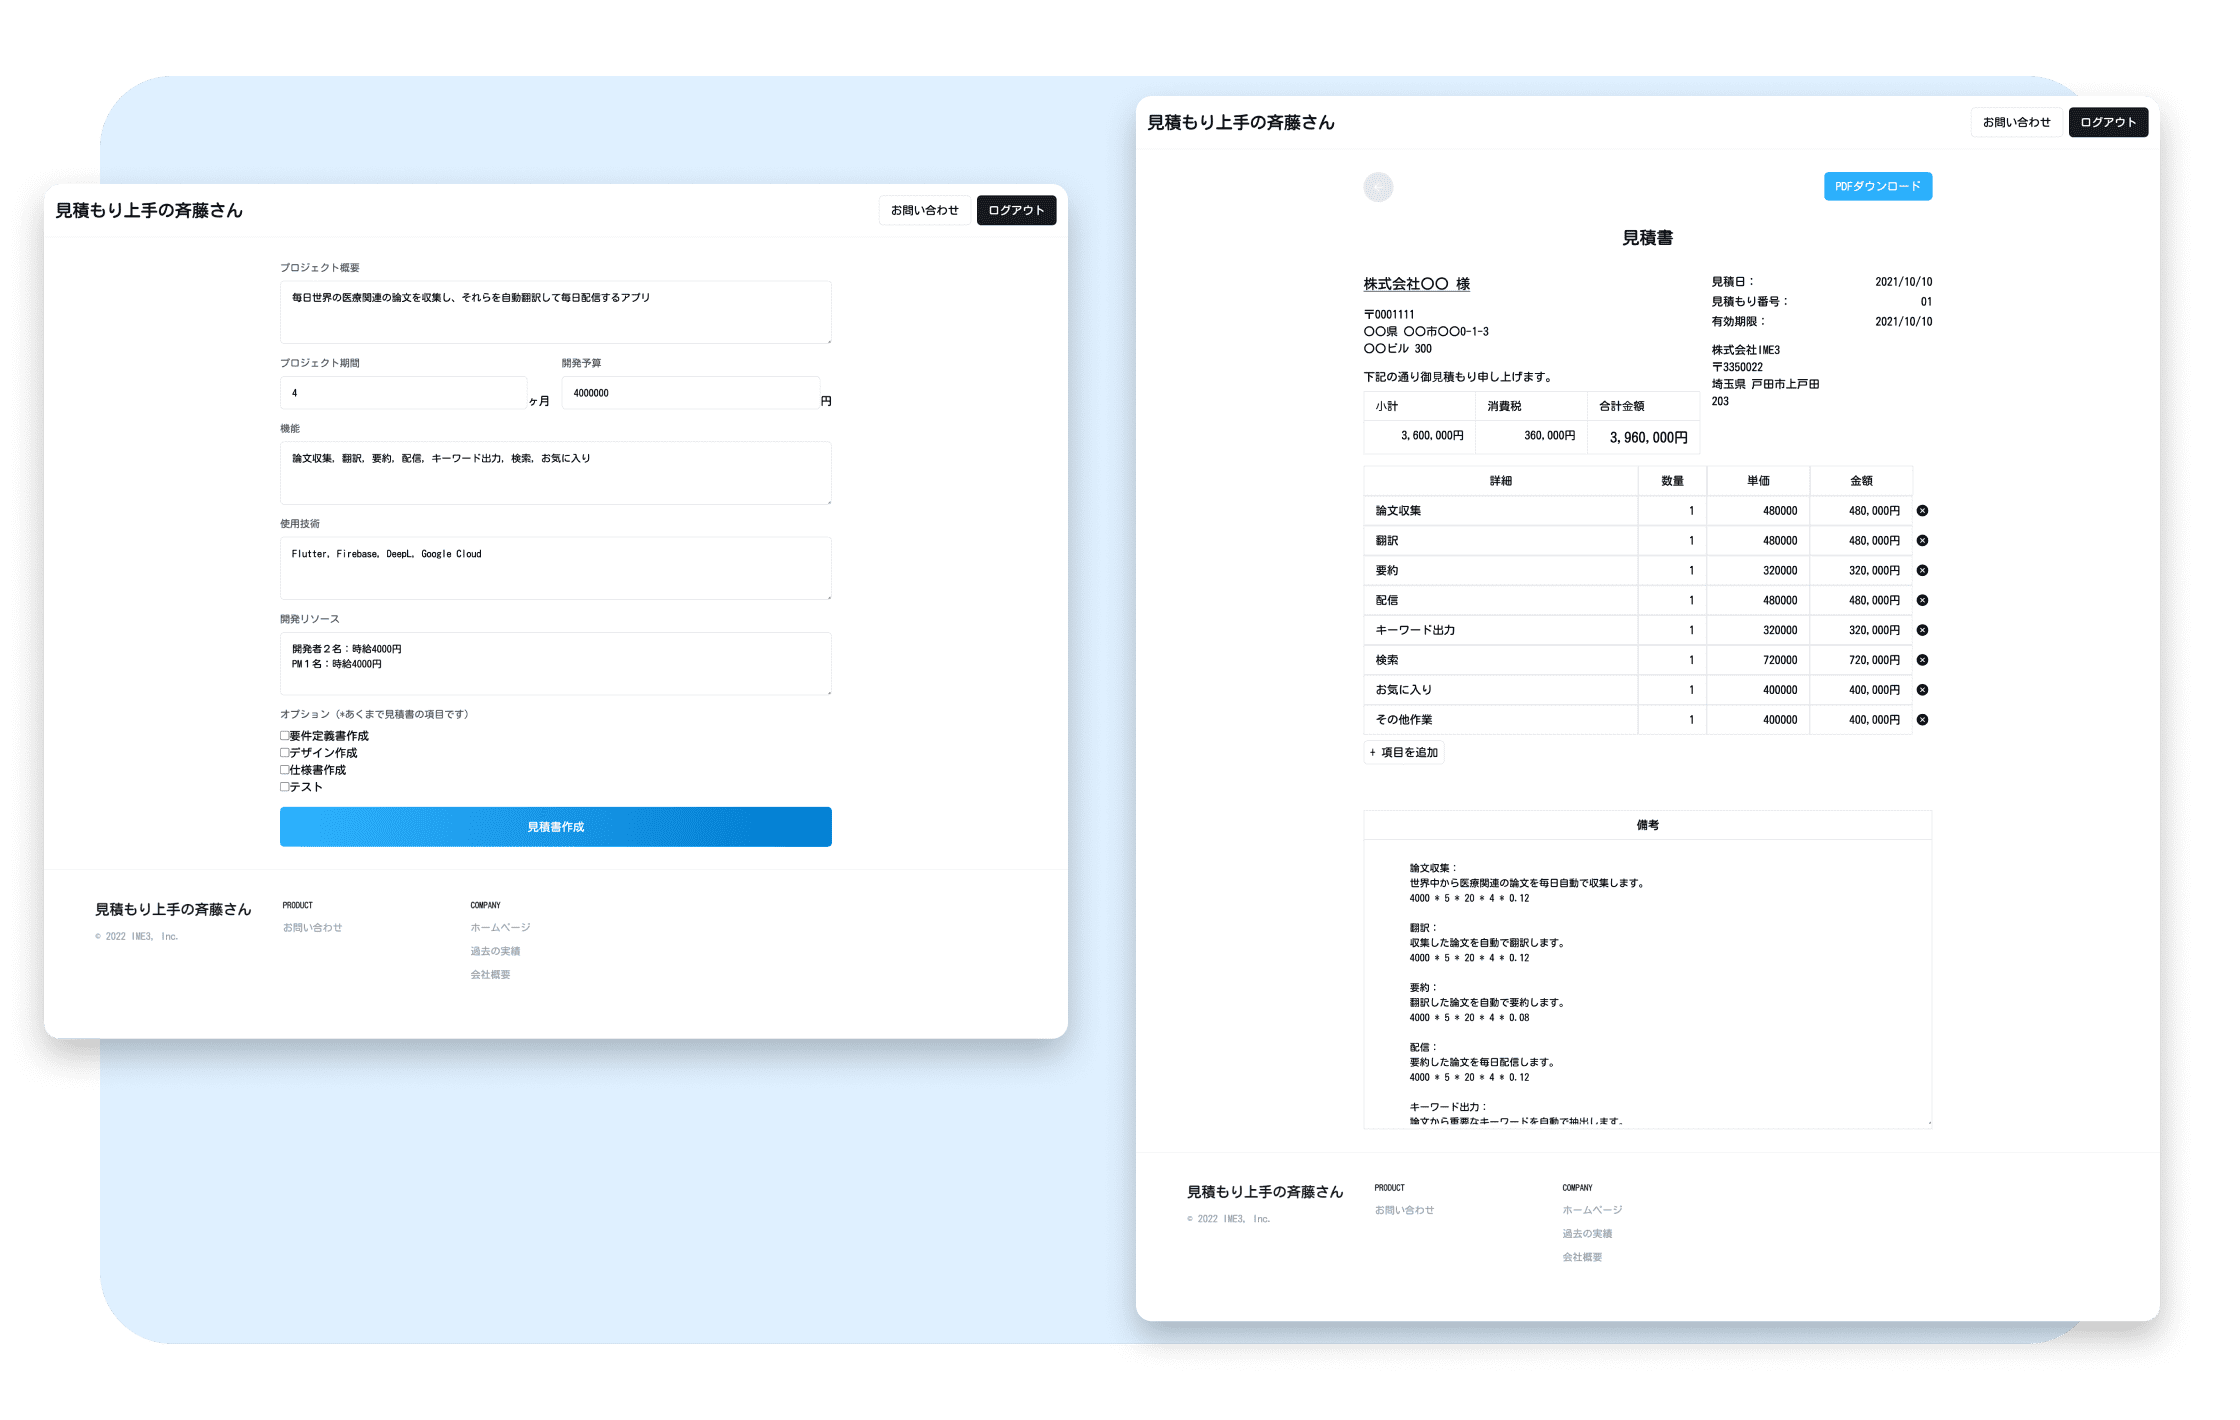 見積もり上手の斉藤さん
お問い合わせ
ログアウト
プロジェクト概要
毎日世界の医療関連の論文を収集し、それらを自動翻訳して毎日配信するアプリ
プロジェクト期間
開発予算
4
ヶ月
4000000
円
機能
論文収集, 翻訳, 要約, 配信, キーワード出力, 検索, お気に入り
使用技術
Flutter, Firebase, DeepL, Google Cloud
開発リソース
開発者２名：時給4000円
PM１名：時給4000円
オプション（*あくまで見積書の項目です）
要件定義書作成
デザイン作成
仕様書作成
テスト
見積書作成
見積もり上手の斉藤さん
© 2022 IME3, Inc.
PRODUCT
お問い合わせ
COMPANY
ホームページ
過去の実績
会社概要
見積もり上手の斉藤さん
お問い合わせ
ログアウト
←
PDFダウンロード
見積書
株式会社〇〇 様
〒0001111
〇〇県 〇〇市〇〇0-1-3
〇〇ビル 300
下記の通り御見積もり申し上げます。
見積日： 2021/10/10
見積もり番号： 01
有効期限： 2021/10/10
株式会社IME3
〒3350022
埼玉県 戸田市上戸田
203
小計 消費税 合計金額
3,600,000円 360,000円 3,960,000円
詳細 数量 単価 金額
論文収集 1 480000 480,000円
翻訳 1 480000 480,000円
要約 1 320000 320,000円
配信 1 480000 480,000円
キーワード出力 1 320000 320,000円
検索 1 720000 720,000円
お気に入り 1 400000 400,000円
その他作業 1 400000 400,000円
+ 項目を追加
備考
論文収集：
世界中から医療関連の論文を毎日自動で収集します。
4000 * 5 * 20 * 4 * 0.12
翻訳：
収集した論文を自動で翻訳します。
4000 * 5 * 20 * 4 * 0.12
要約：
翻訳した論文を自動で要約します。
4000 * 5 * 20 * 4 * 0.08
配信：
要約した論文を毎日配信します。
4000 * 5 * 20 * 4 * 0.12
キーワード出力：
論文から重要なキーワードを自動で抽出します。
見積もり上手の斉藤さん
© 2022 IME3, Inc.
PRODUCT
お問い合わせ
COMPANY
ホームページ
過去の実績
会社概要